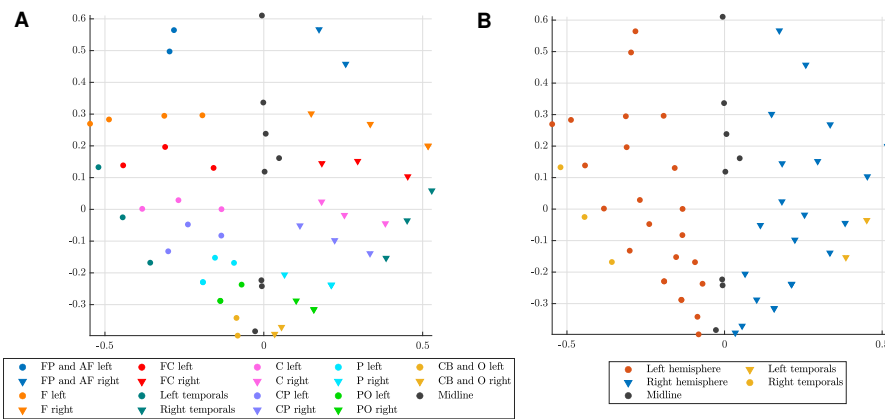 A
B
0.6
0.5
0.4
0.3
0.2
0.1
0
-0.1
-0.2
-0.3
-0.5
0
0.5
0.6
0.5
0.4
0.3
0.2
0.1
0
-0.1
-0.2
-0.3
-0.5
0
0.5
FP and AF left FC left C left P left CB and O left
FP and AF right FC right C right P right CB and O right
F left Left temporals CP left PO left Midline
F right Right temporals CP right PO right
Left hemisphere Left temporals
Right hemisphere Right temporals
Midline